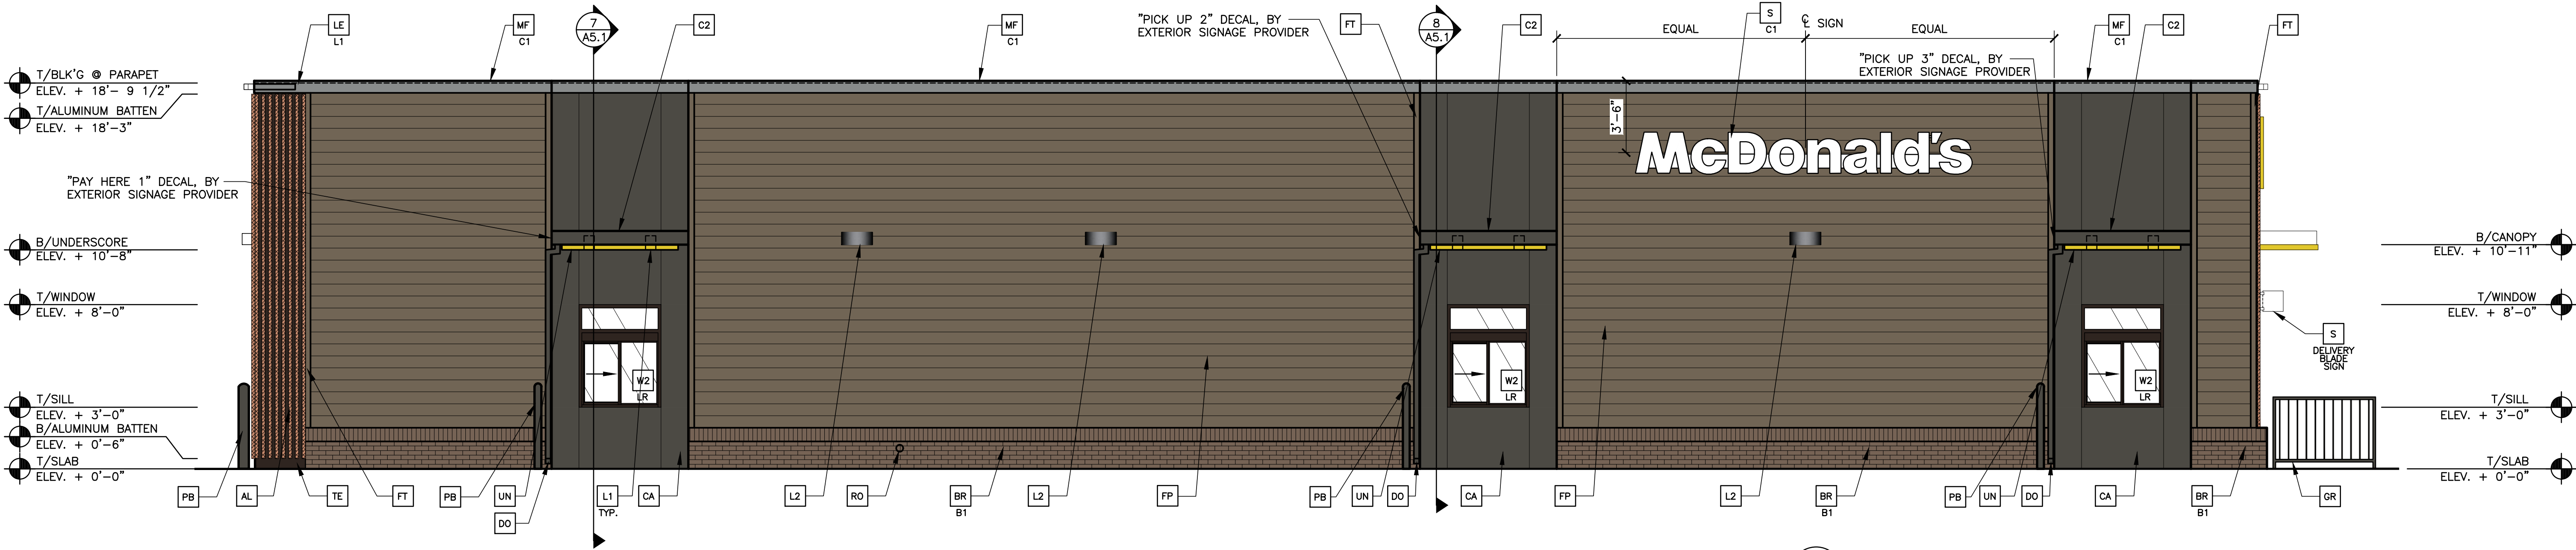 LE
L1
MF
C1
7
A5.1
C2
MF
C1
"PICK UP 2" DECAL, BY
EXTERIOR SIGNAGE PROVIDER
FT
8
A5.1
C2
EQUAL
S
C1
℄ SIGN
EQUAL
"PICK UP 3" DECAL, BY
EXTERIOR SIGNAGE PROVIDER
MF
C1
C2
FT
T/BLK'G @ PARAPET
ELEV. + 18'- 9 1/2"
T/ALUMINUM BATTEN
ELEV. + 18'-3"
3'-6"
McDonald's
"PAY HERE 1" DECAL, BY
EXTERIOR SIGNAGE PROVIDER
B/UNDERSCORE
ELEV. + 10'-8"
B/CANOPY
ELEV. + 10'-11"
T/WINDOW
ELEV. + 8'-0"
T/WINDOW
ELEV. + 8'-0"
S
DELIVERY
BLADE
SIGN
W2
LR
W2
LR
W2
LR
T/SILL
ELEV. + 3'-0"
T/SILL
ELEV. + 3'-0"
B/ALUMINUM BATTEN
ELEV. + 0'-6"
T/SLAB
ELEV. + 0'-0"
T/SLAB
ELEV. + 0'-0"
PB
AL
TE
FT
PB
UN
DO
L1
TYP.
CA
L2
RO
BR
B1
L2
FP
PB
UN
DO
CA
FP
L2
BR
B1
PB
UN
DO
CA
BR
B1
GR